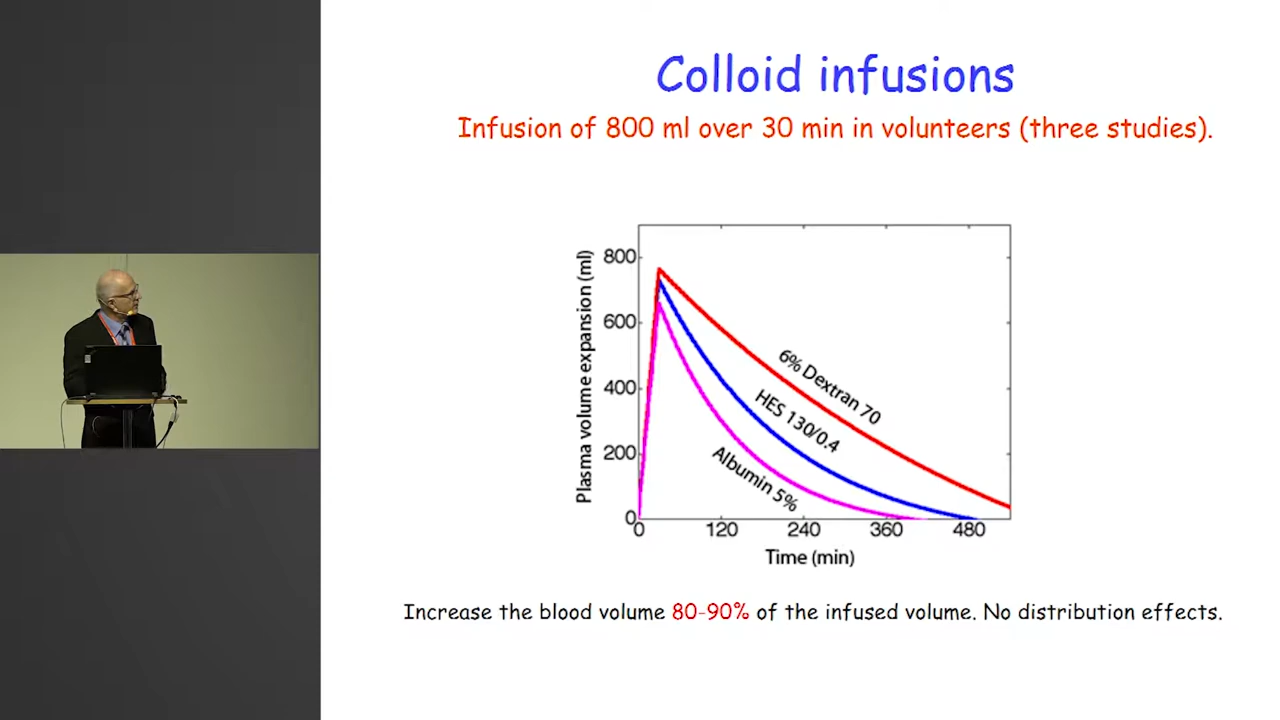 Colloid infusions
Infusion of 800 ml over 30 min in volunteers (three studies).
Plasma volume expansion (ml)
800
600
400
200
0
6% Dextran 70
HES 130/0.4
Albumin 5%
0 120 240 360 480
Time (min)
Increase the blood volume 80-90% of the infused volume. No distribution effects.